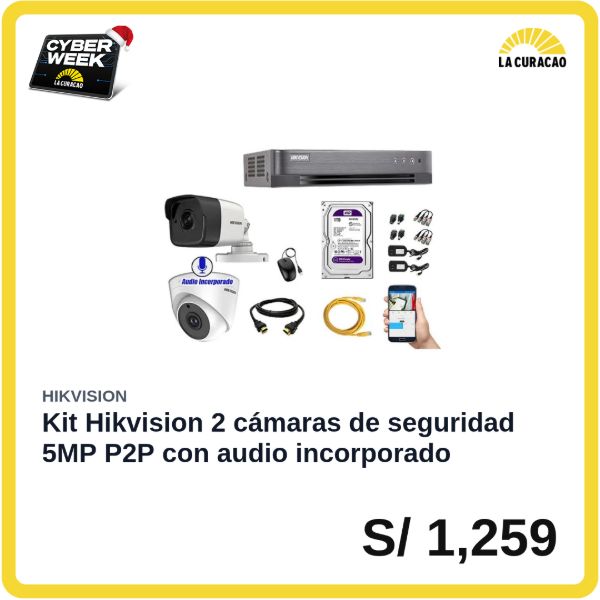 CYBER
WEEK
LA CURACAO
LA CURACAO
HIKVISION
WD
Audio incorporado
HIKVISION
Kit Hikvision 2 cámaras de seguridad
5MP P2P con audio incorporado
S/ 1,259